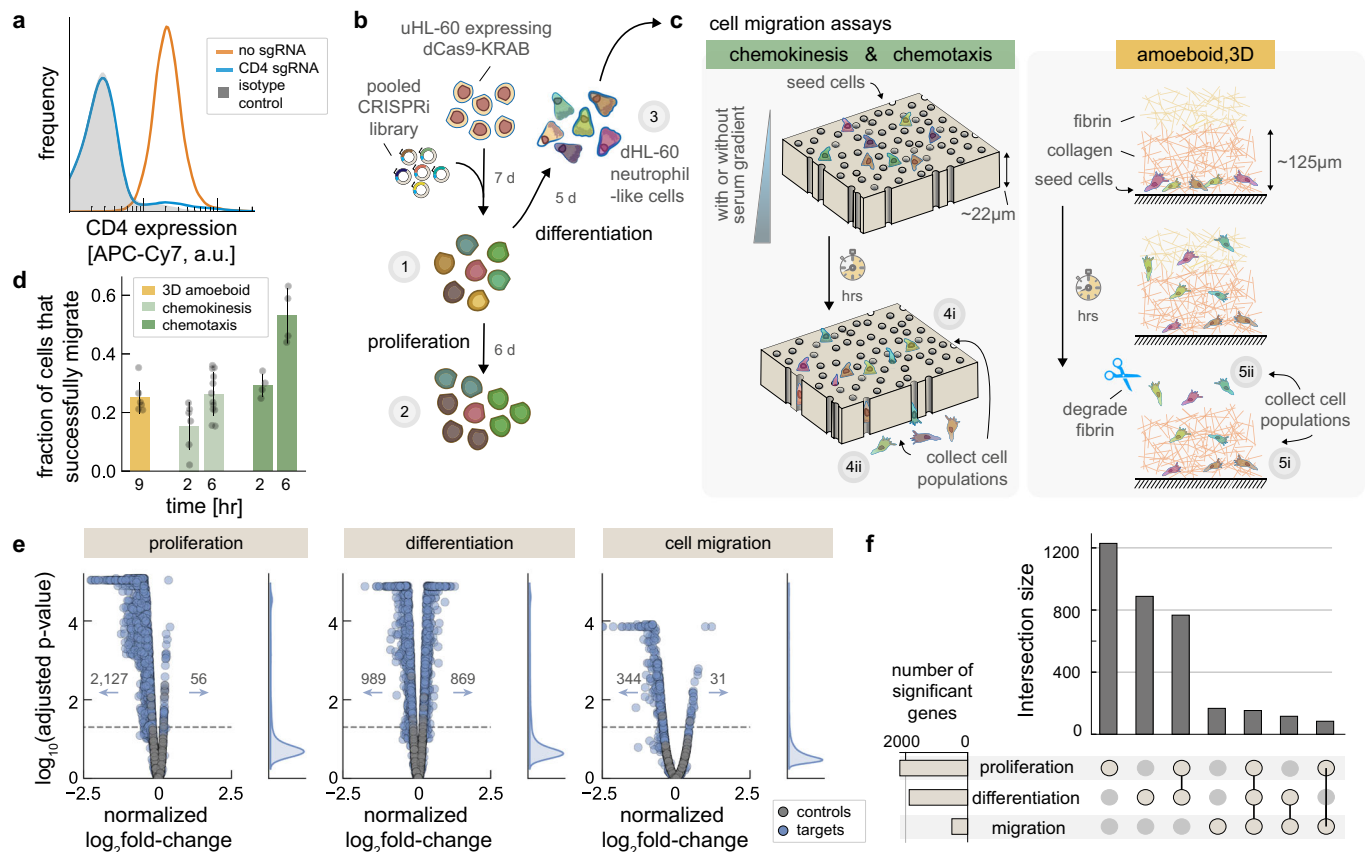 a
frequency
no sgRNA
CD4 sgRNA
isotype
control
CD4 expression
[APC-Cy7, a.u.]
b
uHL-60 expressing
dCas9-KRAB
pooled
CRISPRi
library
7 d
5 d
3
dHL-60
neutrophil
-like cells
differentiation
1
proliferation
6 d
2
c
cell migration assays
chemokinesis & chemotaxis
seed cells
with or without
serum gradient
~22μm
hrs
4i
4ii
collect cell
populations
amoeboid,3D
fibrin
collagen
seed cells
~125μm
hrs
degrade
fibrin
5ii
collect cell
populations
5i
d
fraction of cells that
successfully migrate
0.6
0.4
0.2
0.0
3D amoeboid
chemokinesis
chemotaxis
9
2
6
2
6
time [hr]
e
proliferation
differentiation
cell migration
log10(adjusted p-value)
4
2
0
2,127
56
−2.5
0
2.5
normalized
log2fold-change
4
2
0
989
869
−2.5
0
2.5
normalized
log2fold-change
4
2
0
344
31
−2.5
0
2.5
normalized
log2fold-change
controls
targets
f
Intersection size
1200
800
400
0
number of
significant
genes
2000
0
proliferation
differentiation
migration